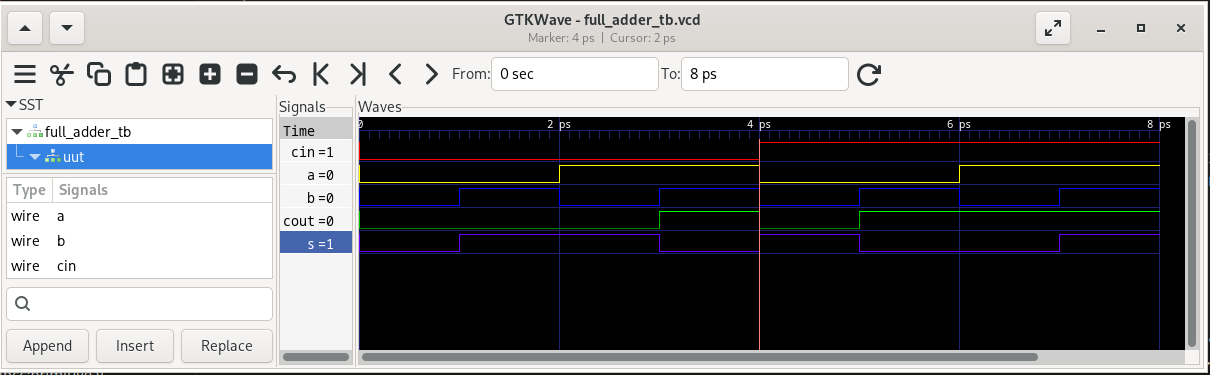 GTKWave - full_adder_tb.vcd
Marker: 4 ps | Cursor: 2 ps
From: 0 sec To: 8 ps
SST
full_adder_tb
uut
Type Signals
wire a
wire b
wire cin
Append Insert Replace
Signals
Time
cin =1
a =0
b =0
cout =0
s =1
Waves
0 2 ps 4 ps 6 ps 8 ps